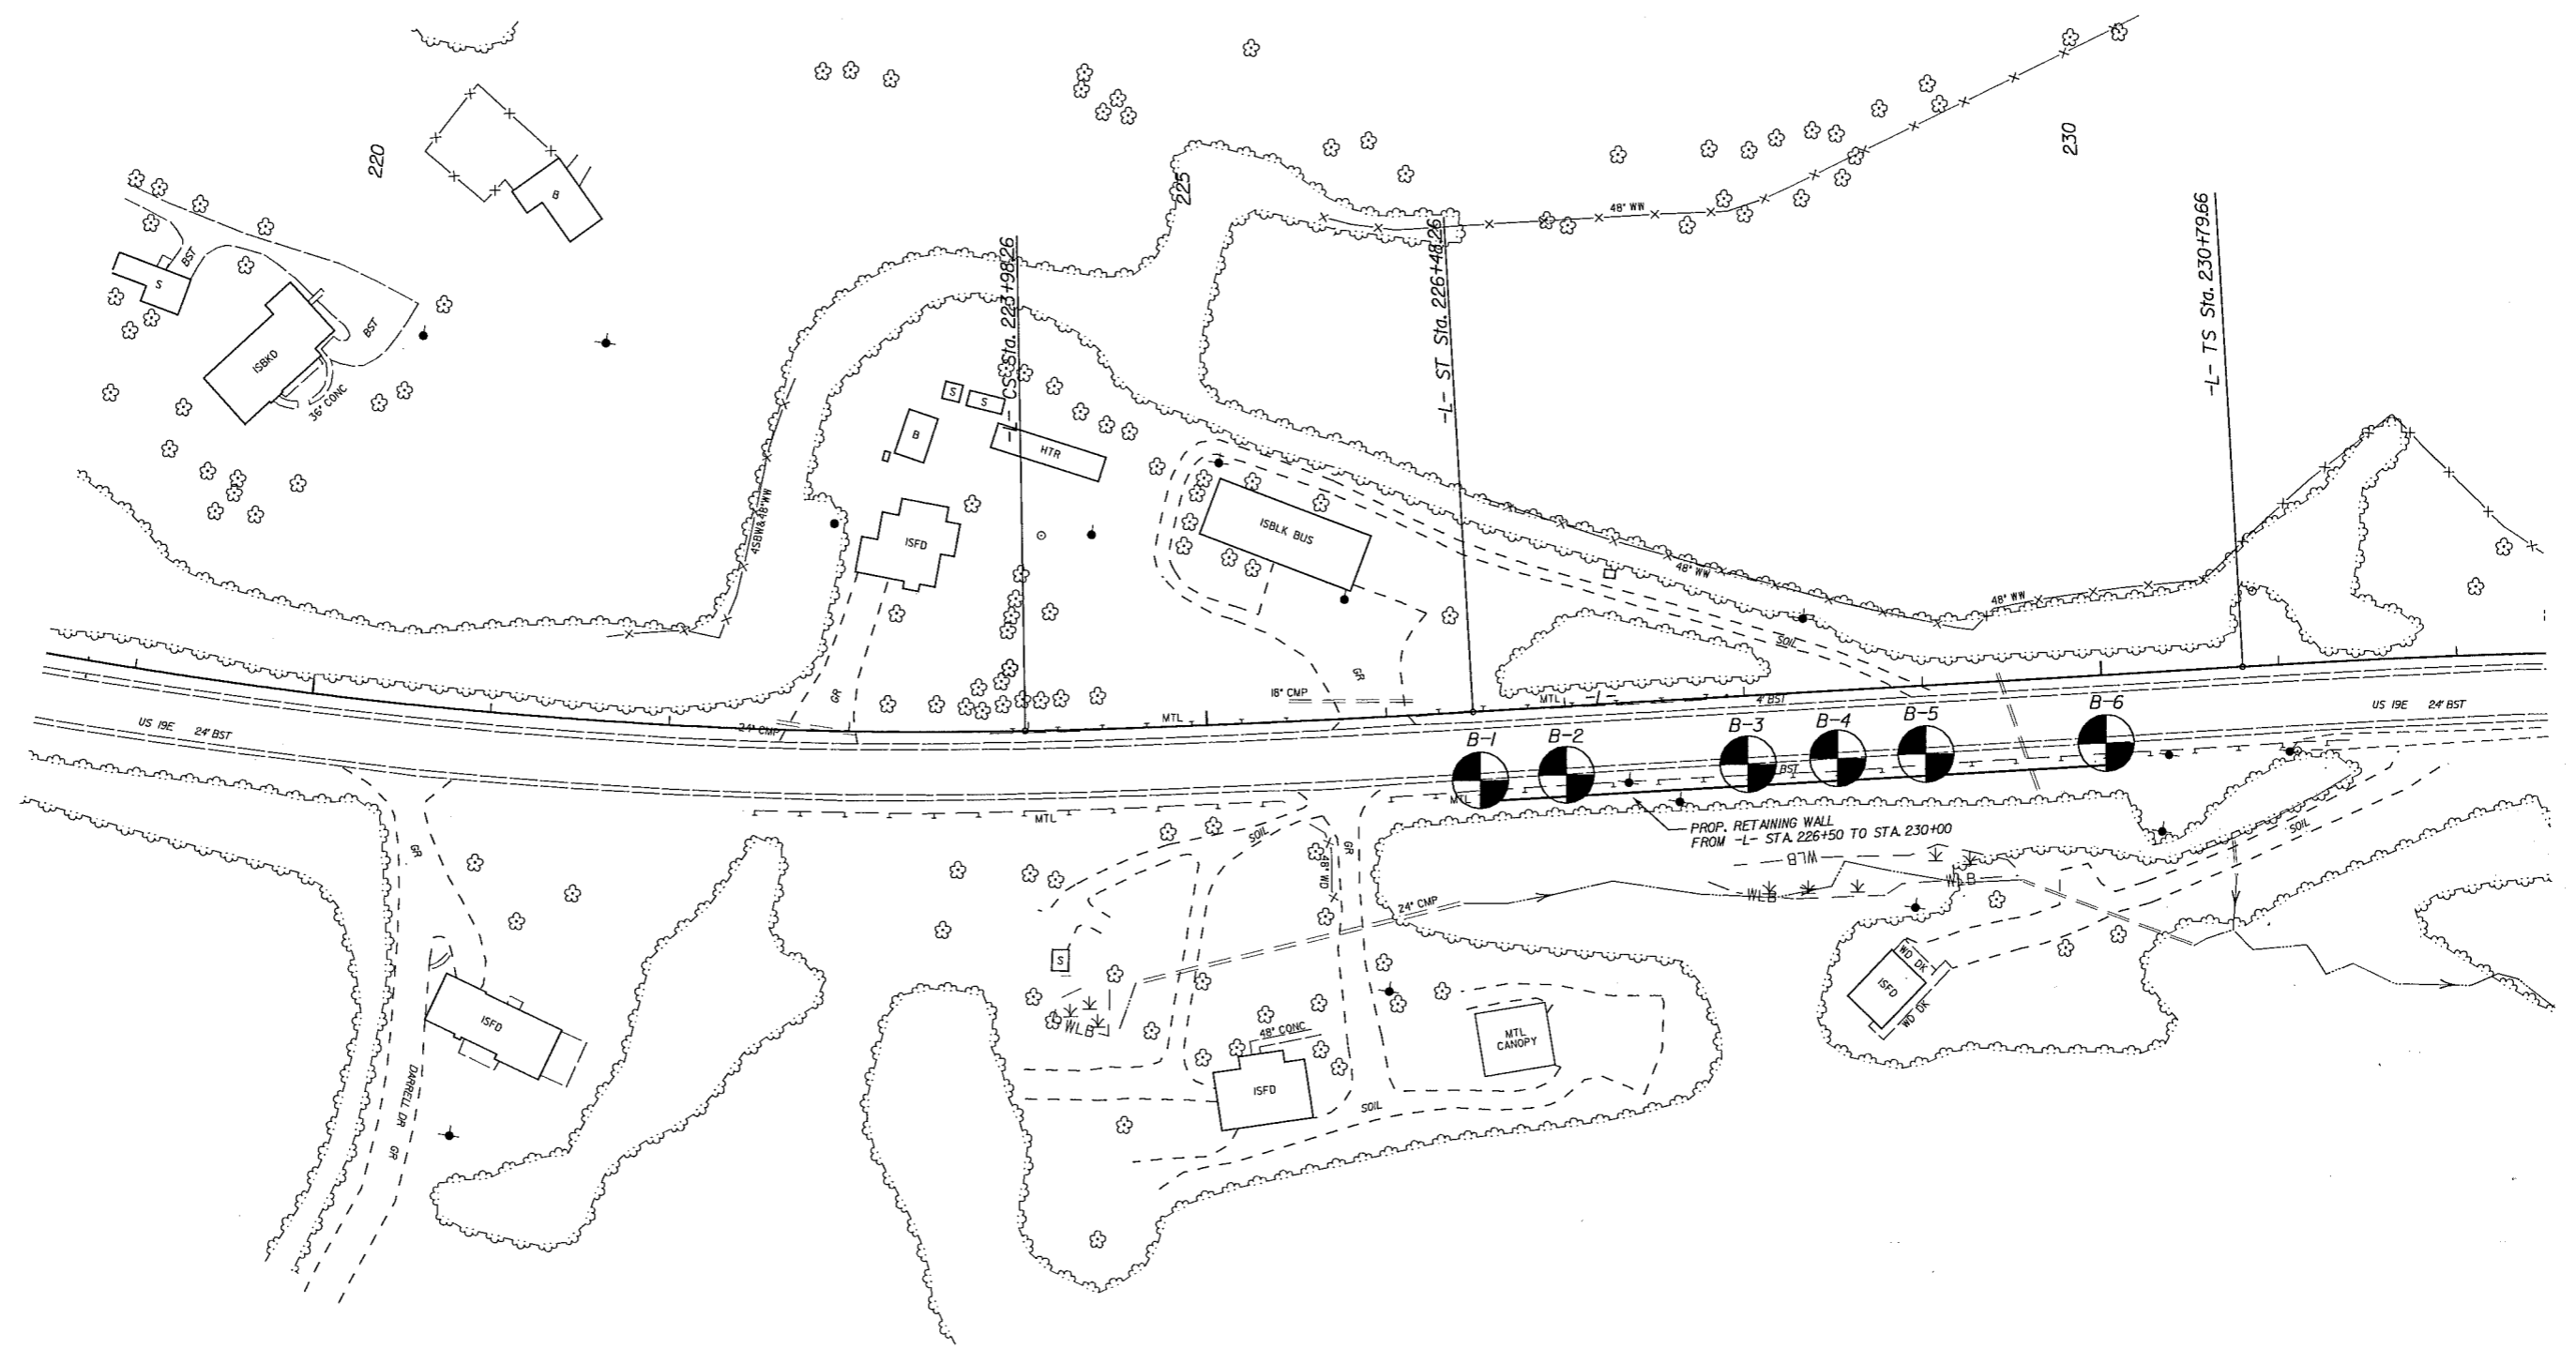 220
B
BST
S
BST
ISBKD
36" CONC
225
230
48" WW
-L- CS Sta. 223+98.26
-L- ST Sta. 226+48.26
-L- TS Sta. 230+79.66
S
S
B
HTR
ISFD
4SBW&48"WW
ISBLK BUS
48" WW
48" WW
SOIL
GR
GR
18" CMP
24" CMP
MTL
MTL
-L-
4' BST
US 19E 24' BST
US 19E 24' BST
B-1
B-2
B-3
B-4
B-5
B-6
BST
MTL
MTL
PROP. RETAINING WALL
FROM -L- STA. 226+50 TO STA. 230+00
GR
SOIL
48" WD
GR
SOIL
WLB
WLB
WLB
24" CMP
S
WLB
ISFD
DARRELL DR GR
48" CONC
ISFD
MTL
CANOPY
SOIL
WD DK
ISFD
WD DK